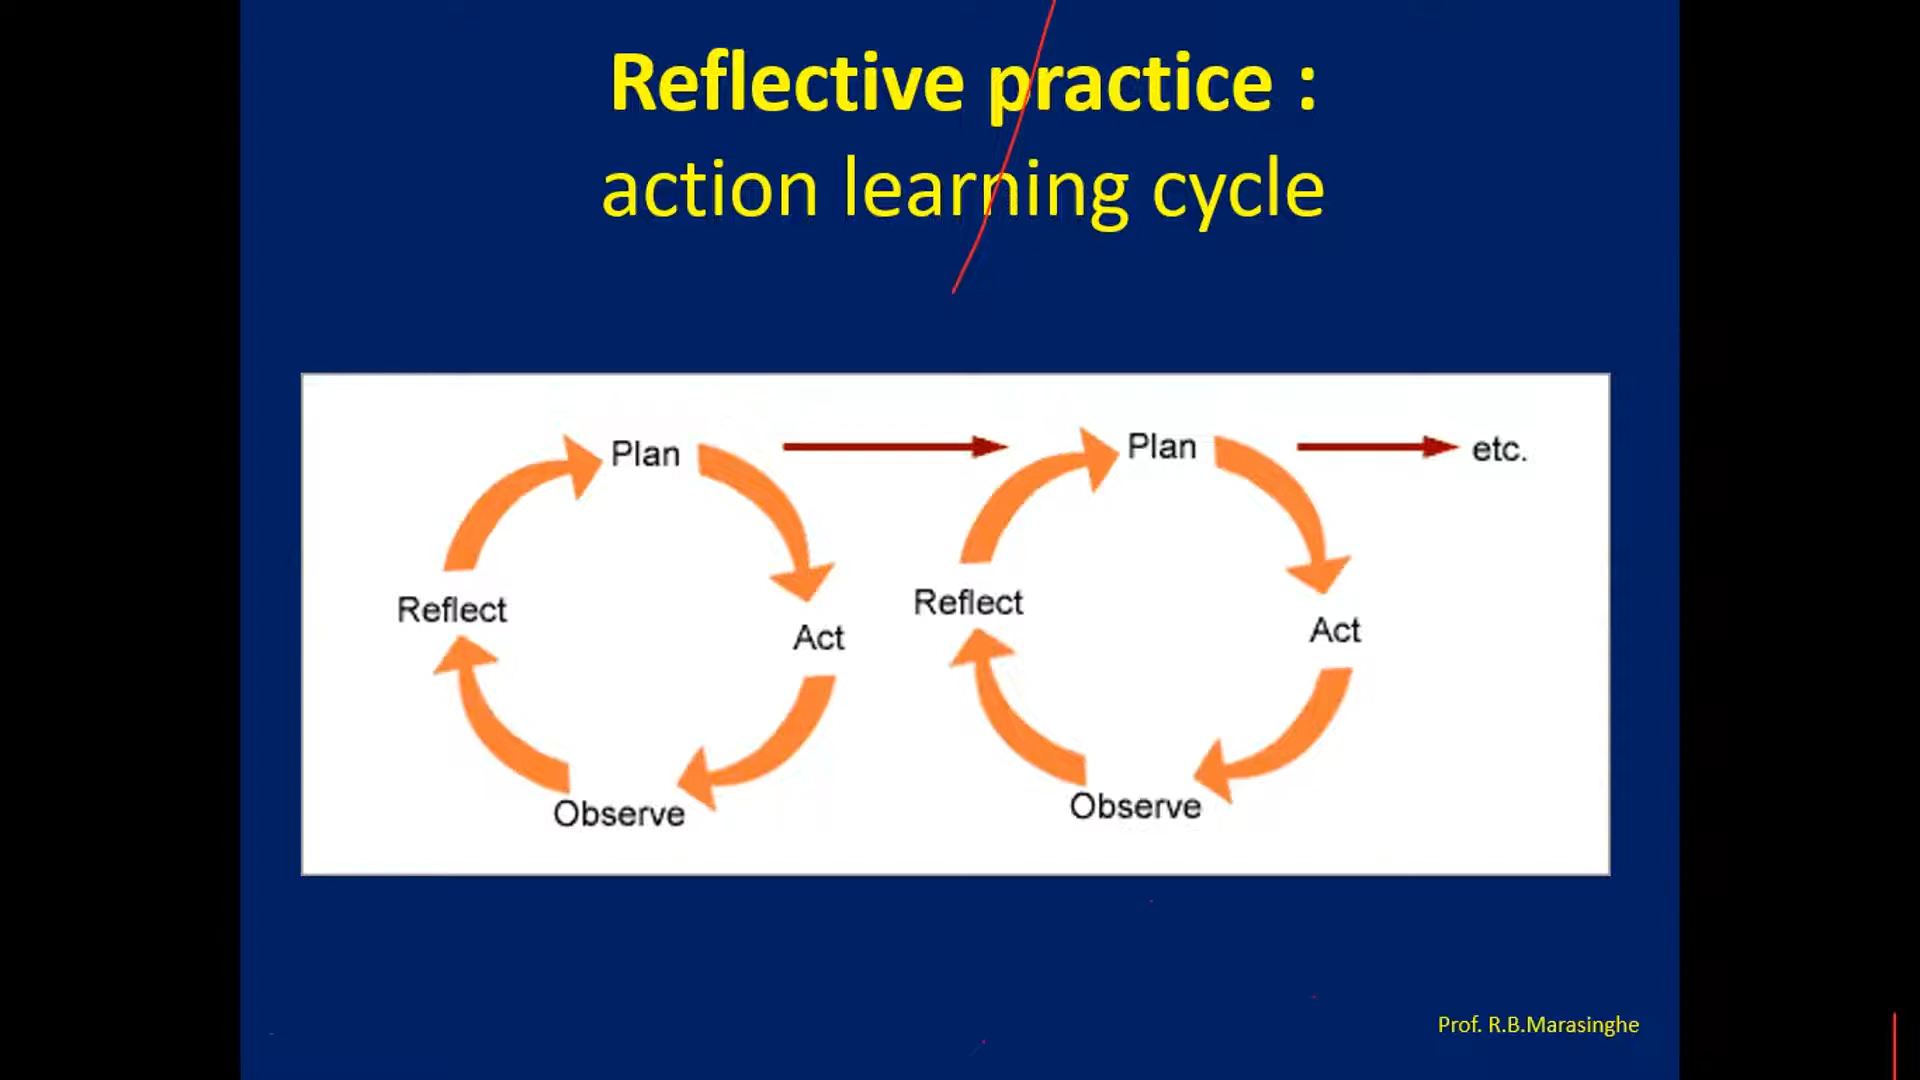 Reflective practice :
action learning cycle
Plan
Plan
etc.
Reflect
Act
Reflect
Act
Observe
Observe
Prof. R.B.Marasinghe